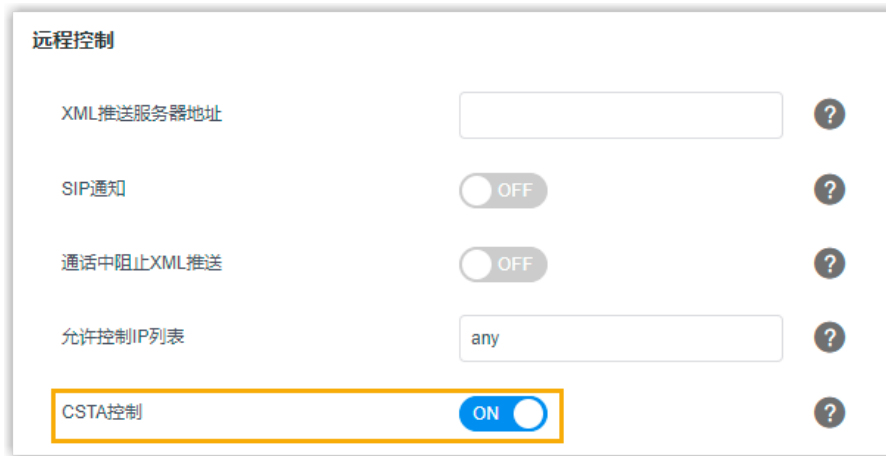 远程控制
XML推送服务器地址 ?
SIP通知 OFF ?
通话中阻止XML推送 OFF ?
允许控制IP列表 any ?
CSTA控制 ON ?